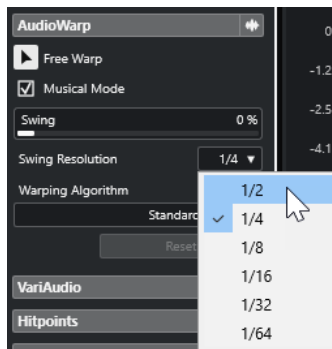 AudioWarp
Free Warp
Musical Mode
Swing 0 %
Swing Resolution 1/4
Warping Algorithm
Standard
Reset
VariAudio
Hitpoints
1/2
1/4
1/8
1/16
1/32
1/64
0
-1.2
-2.5
-4.1